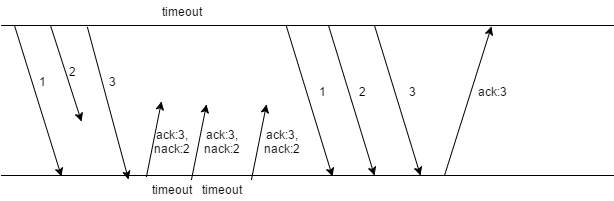 timeout
1
2
3
ack:3,
nack:2
ack:3,
nack:2
ack:3,
nack:2
1
2
3
ack:3
timeout
timeout